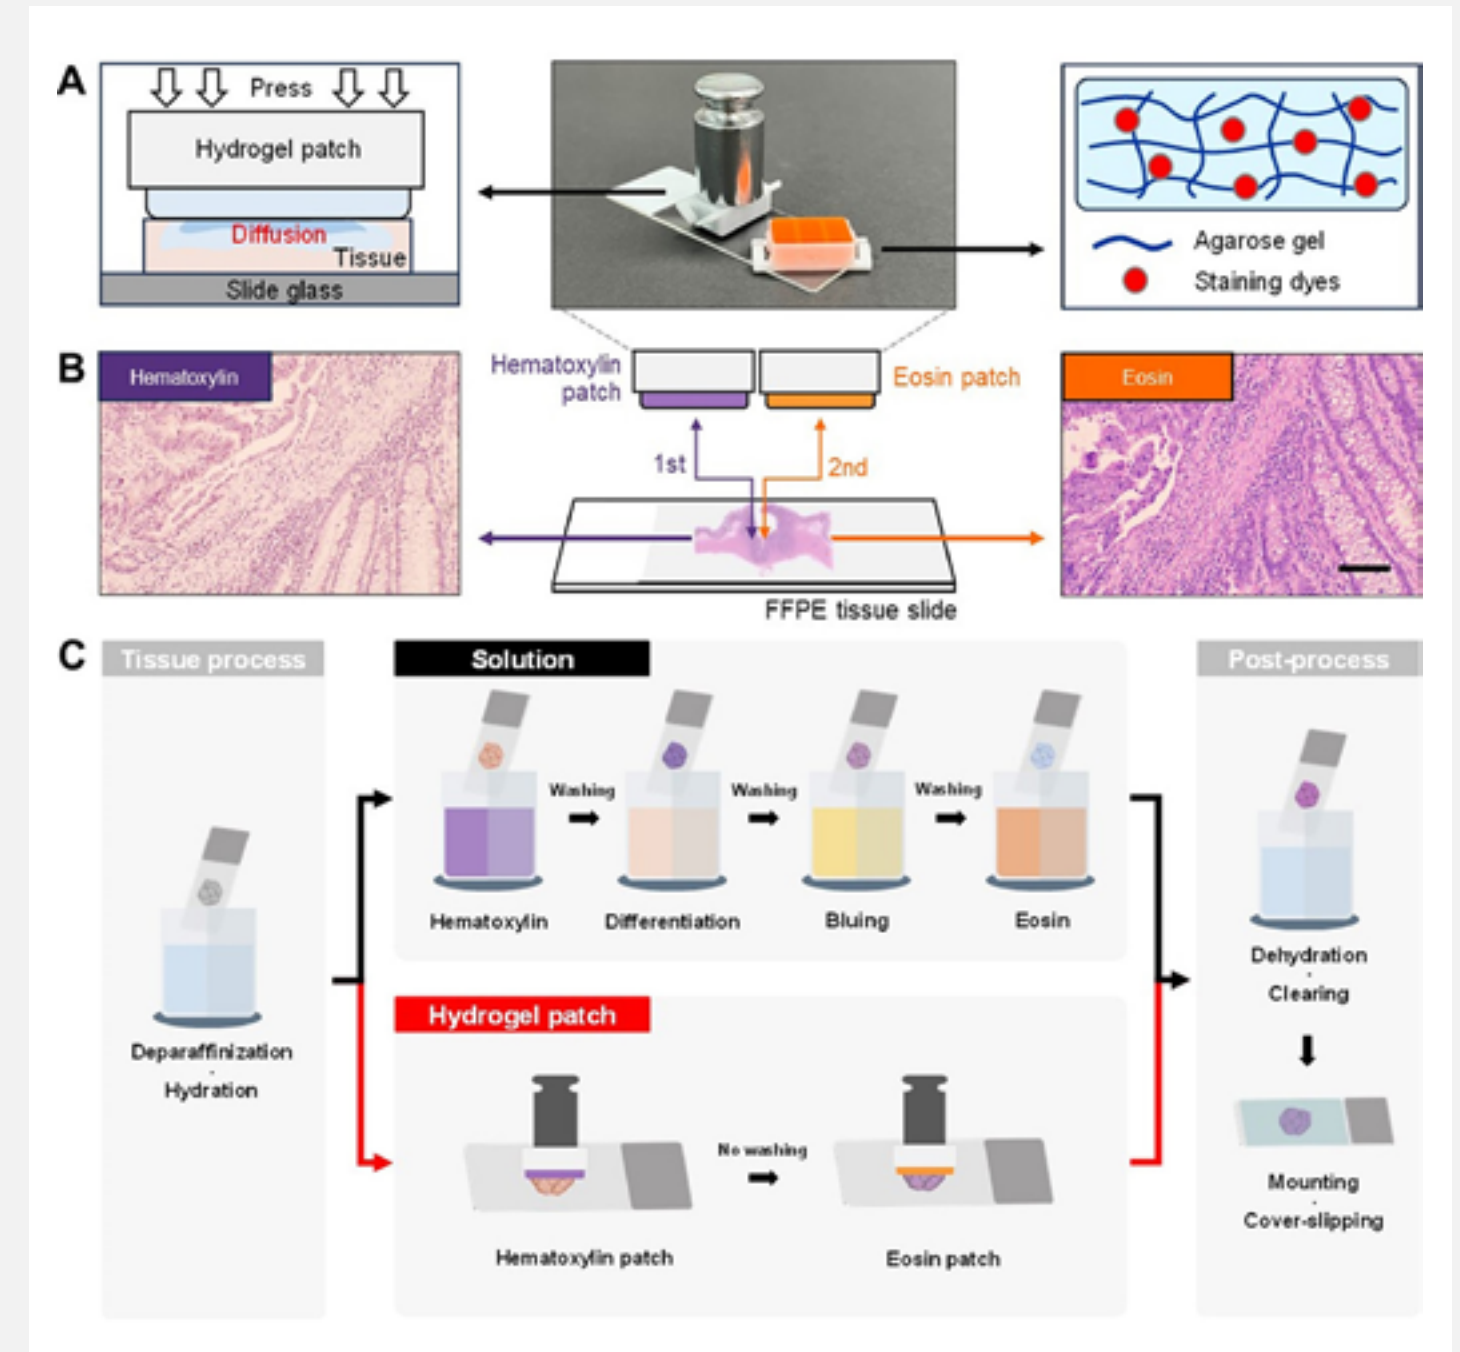 A
Press
Hydrogel patch
Diffusion
Tissue
Slide glass
Agarose gel
Staining dyes
B
Hematoxylin
Hematoxylin
patch
Eosin patch
Eosin
1st
2nd
FFPE tissue slide
C
Tissue process
Solution
Post-process
Washing
Washing
Washing
Hematoxylin
Differentiation
Bluing
Eosin
Deparaffinization
-
Hydration
Hydrogel patch
No washing
Hematoxylin patch
Eosin patch
Dehydration
-
Clearing
Mounting
-
Cover-slipping